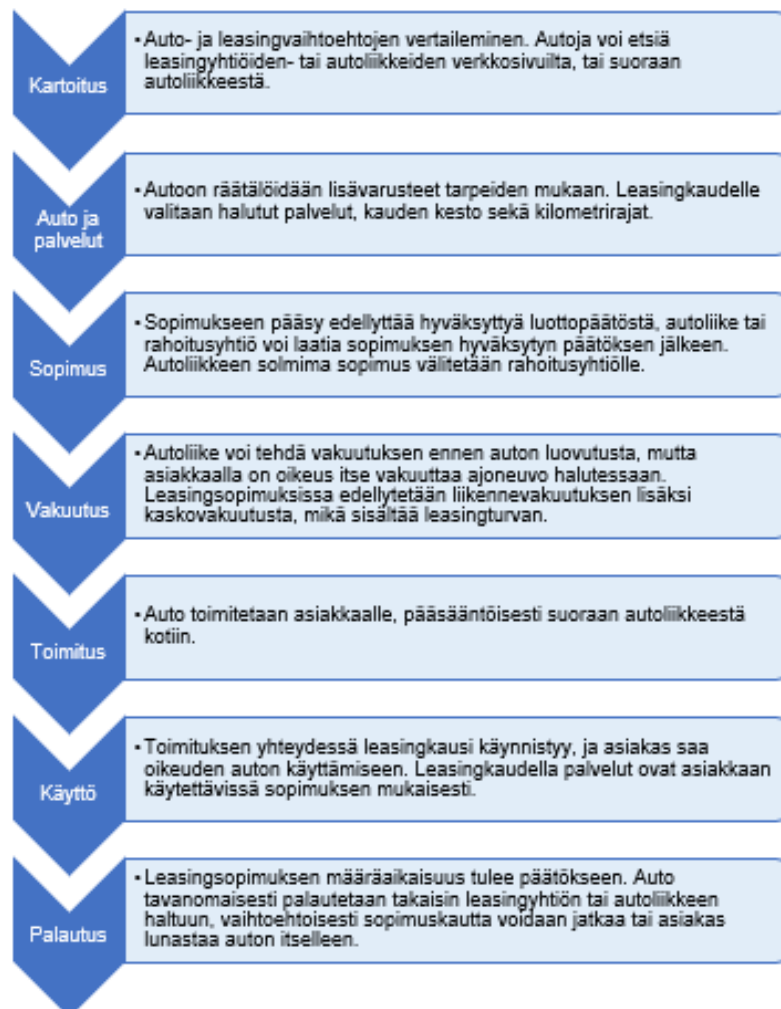 Kartoitus
•Auto- ja leasingvaihtoehtojen vertaileminen. Autoja voi etsiä
leasingyhtiöiden- tai autoliikkeiden verkkosivuilta, tai suoraan
autoliikkeestä.
Auto ja
palvelut
•Autoon räätälöidään lisävarusteet tarpeiden mukaan. Leasingkaudelle
valitaan halutut palvelut, kauden kesto sekä kilometrirajat.
Sopimus
•Sopimukseen pääsy edellyttää hyväksyttyä luottopäätöstä, autoliike tai
rahoitusyhtiö voi laatia sopimuksen hyväksytyn päätöksen jälkeen.
Autoliikkeen solmima sopimus välitetään rahoitusyhtiölle.
Vakuutus
•Autoliike voi tehdä vakuutuksen ennen auton luovutusta, mutta
asiakkaalla on oikeus itse vakuuttaa ajoneuvo halutessaan.
Leasingsopimuksissa edellytetään liikennevakuutuksen lisäksi
kaskovakuutusta, mikä sisältää leasingturvan.
Toimitus
•Auto toimitetaan asiakkaalle, pääsääntöisesti suoraan autoliikkeestä
kotiin.
Käyttö
•Toimituksen yhteydessä leasingkausi käynnistyy, ja asiakas saa
oikeuden auton käyttämiseen. Leasingkaudella palvelut ovat asiakkaan
käytettävissä sopimuksen mukaisesti.
Palautus
•Leasingsopimuksen määräaikaisuus tulee päätökseen. Auto
tavanomaisesti palautetaan takaisin leasingyhtiön tai autoliikkeen
haltuun, vaihtoehtoisesti sopimuskautta voidaan jatkaa tai asiakas
lunastaa auton itselleen.